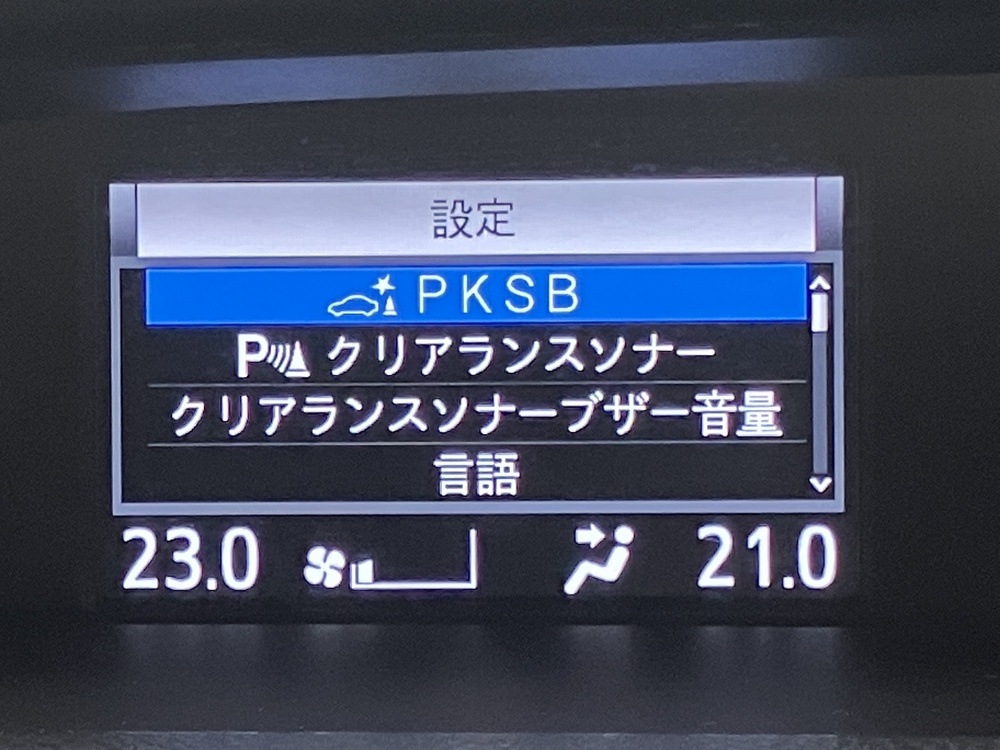 設定
PKSB
P クリアランスソナー
クリアランスソナーブザー音量
言語
23.0 21.0